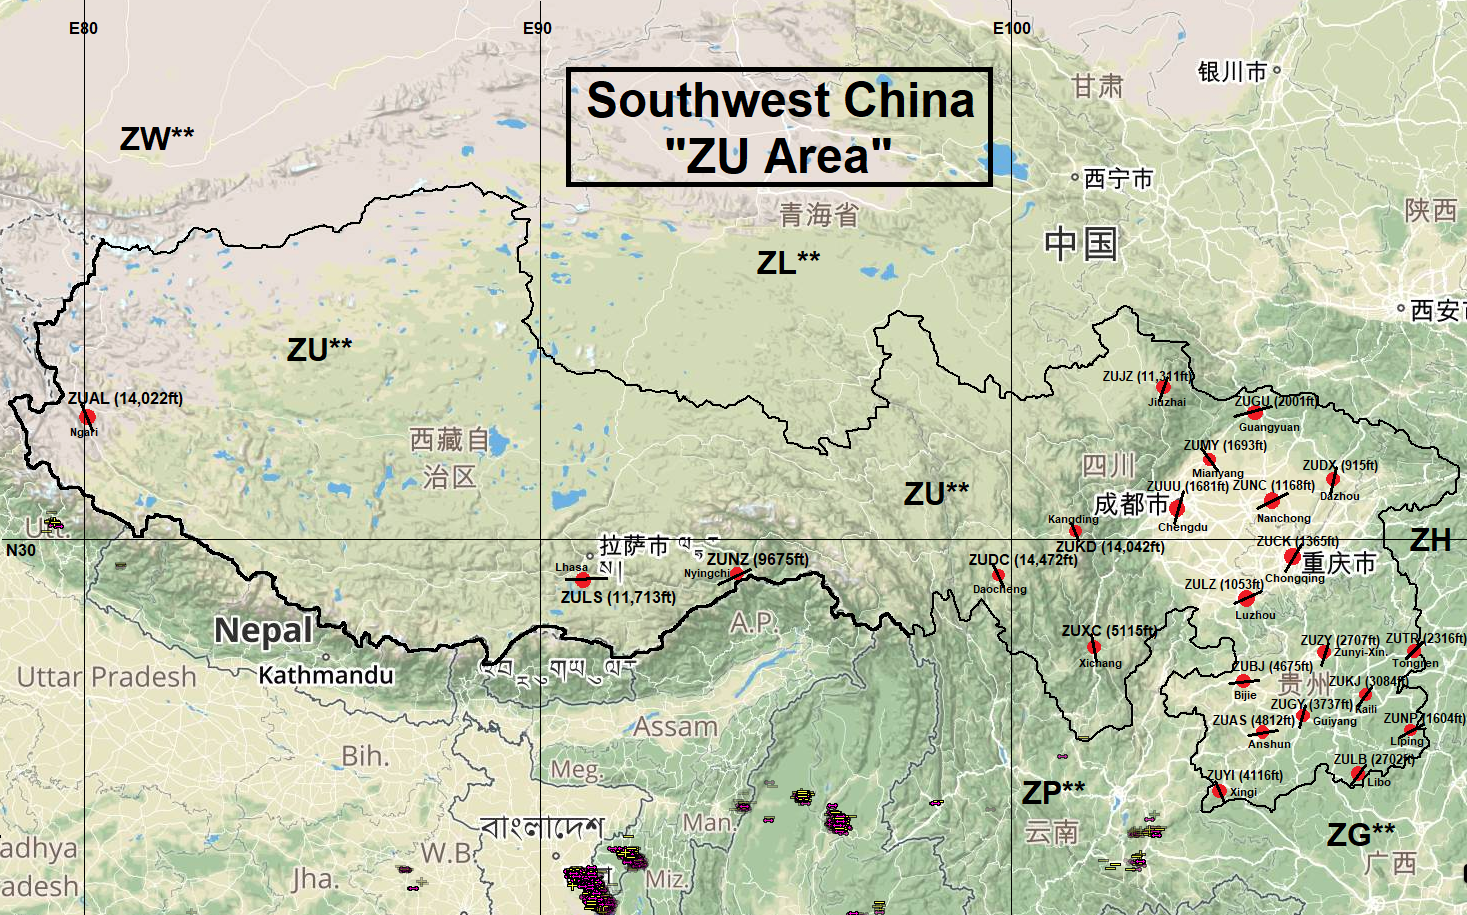 E80
E90
E100
Southwest China
"ZU Area"
银川市
甘肃
ZW**
西宁市
青海省
陕西
中国
ZL**
西安市
ZU**
ZUJZ (11,311ft)
Jiuzhai
ZUAL (14,022ft)
Ngari
ZUGU (2001ft)
Guangyuan
西藏自
治区
ZUMY (1693ft)
Mianyang
四川
ZUDX (915ft)
Dazhou
ZU**
ZUUU (1681ft)
成都市
Chengdu
ZUNC (1168ft)
Nanchong
Utt.
Kangding
ZUKD (14,042ft)
ZH
N30
拉萨市
ZUCK (1365ft)
重庆市
Chongqing
Lhasa
ZULS (11,713ft)
ZUNZ (9675ft)
Nyingchi
ZUDC (14,472ft)
Daocheng
ZULZ (1053ft)
Luzhou
Nepal
Kathmandu
A.P.
ZUXC (5115ft)
Xichang
ZUZY (2707ft)
Zunyi-Xin.
ZUTR (2316ft)
Tongren
Uttar Pradesh
ZUBJ (4675ft)
Bijie
贵州
ZUKJ (3084ft)
Kaili
Assam
ZUGY (3737ft)
Guiyang
ZUAS (4812ft)
Anshun
ZUNP (1604ft)
Liping
Bih.
Meg.
ZULB (2702ft)
Libo
ZUYI (4116ft)
Xingi
ZP**
云南
ZG**
广西
বাংলাদেশ
Man.
adhya
adesh
W.B.
Jha.
Miz.